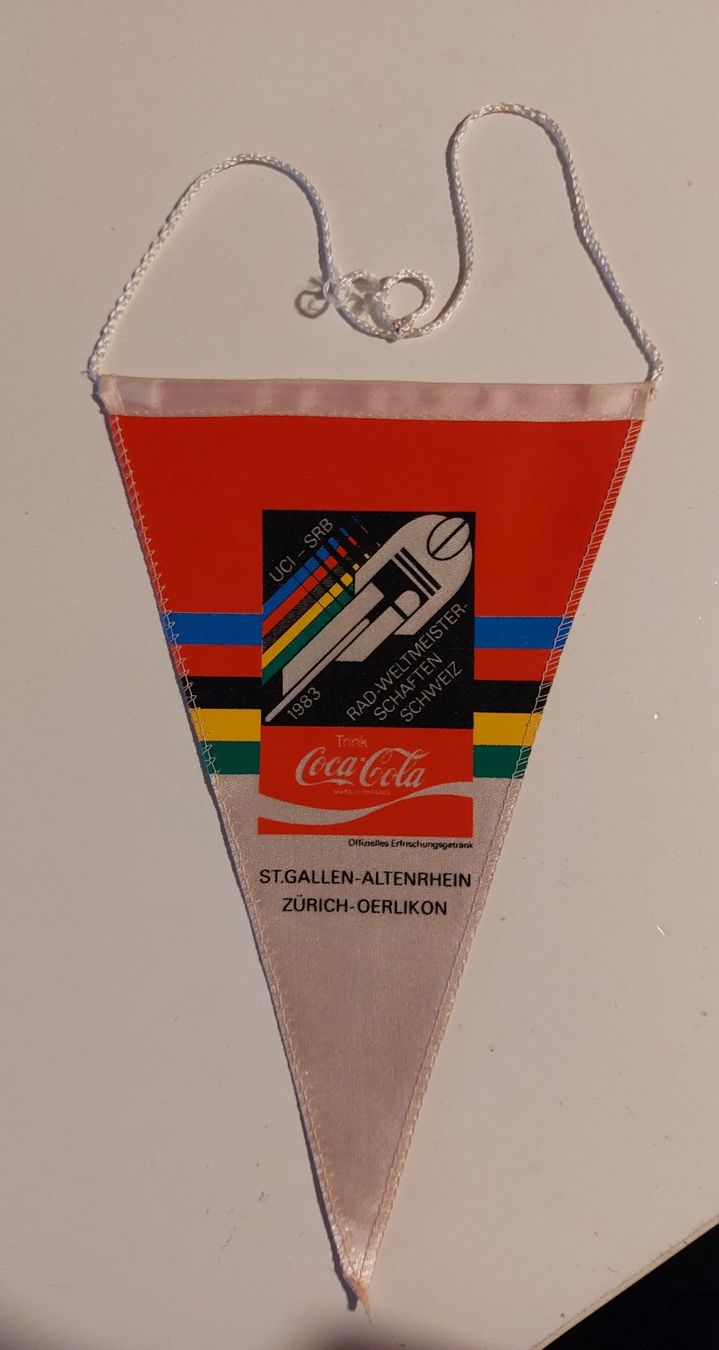 UCI – SRB
1983
RAD-WELTMEISTER-
SCHAFTEN
SCHWEIZ
Trink
Coca-Cola
Offizielles Erfrischungsgetränk
ST.GALLEN-ALTENRHEIN
ZÜRICH-OERLIKON